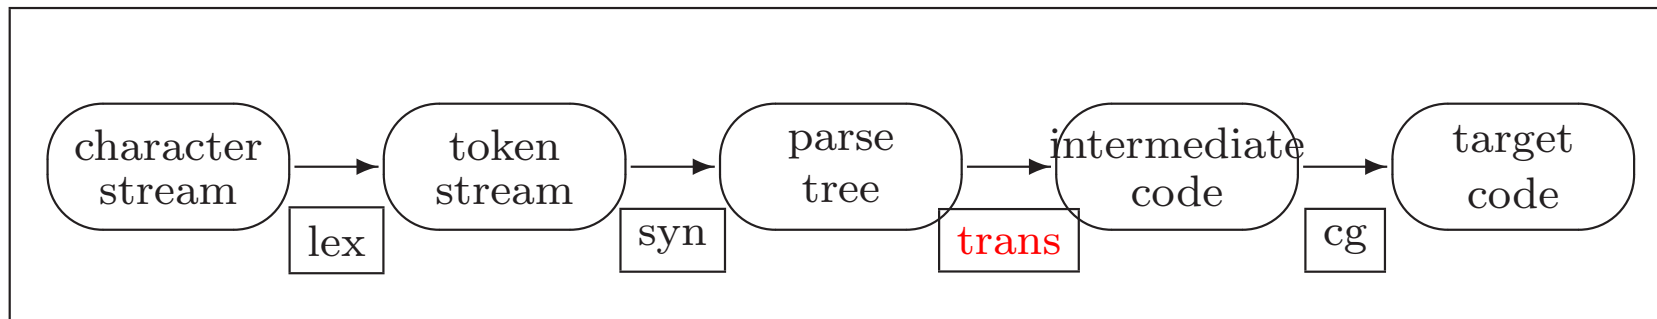 character
stream
token
stream
parse
tree
intermediate
code
target
code
lex
syn
trans
cg